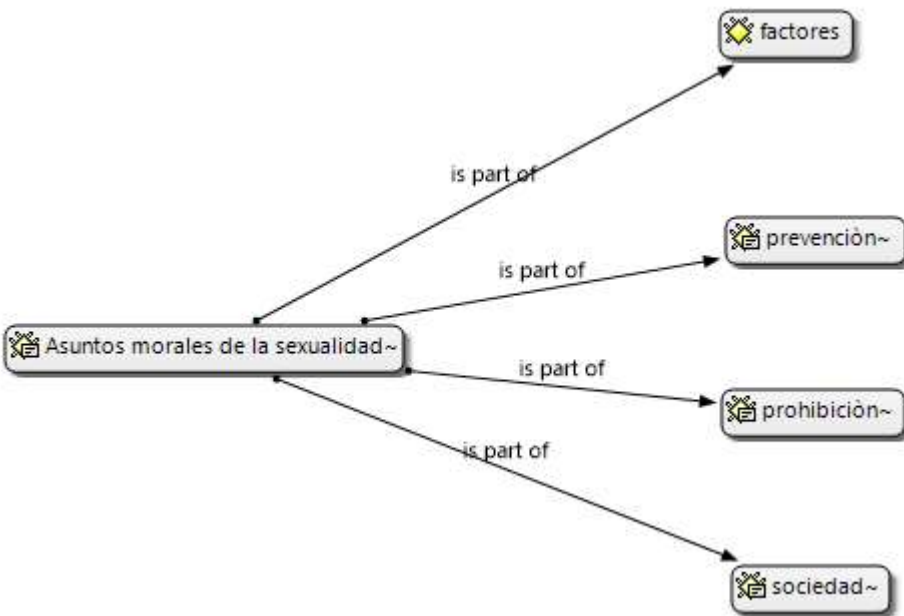 factores
is part of
prevenciòn~
is part of
Asuntos morales de la sexualidad~
is part of
prohibiciòn~
is part of
sociedad~